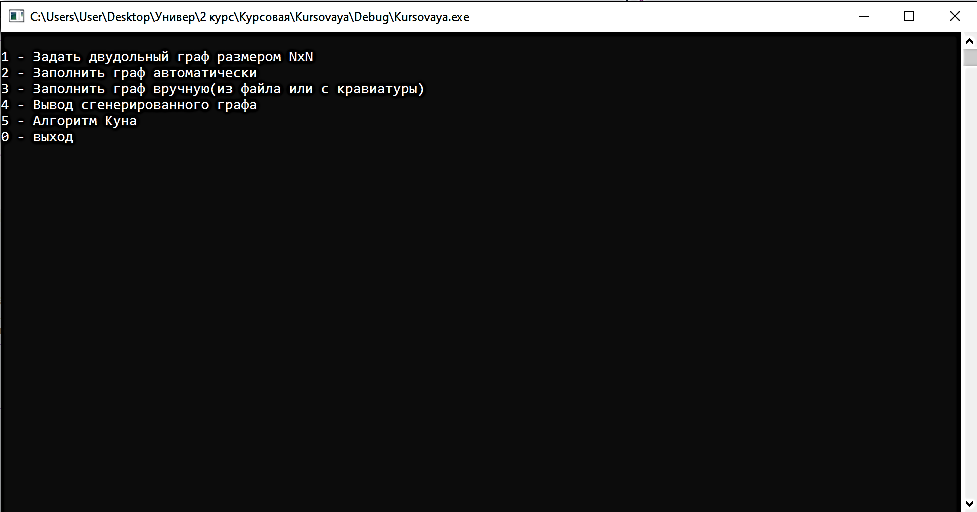 C:\Users\User\Desktop\Универ\2 курс\Курсовая\Kursovaya\Debug\Kursovaya.exe
1 - Задать двудольный граф размером NxN
2 - Заполнить граф автоматически
3 - Заполнить граф вручную(из файла или с кравиатуры)
4 - Вывод сгенерированного графа
5 - Алгоритм Куна
0 - выход